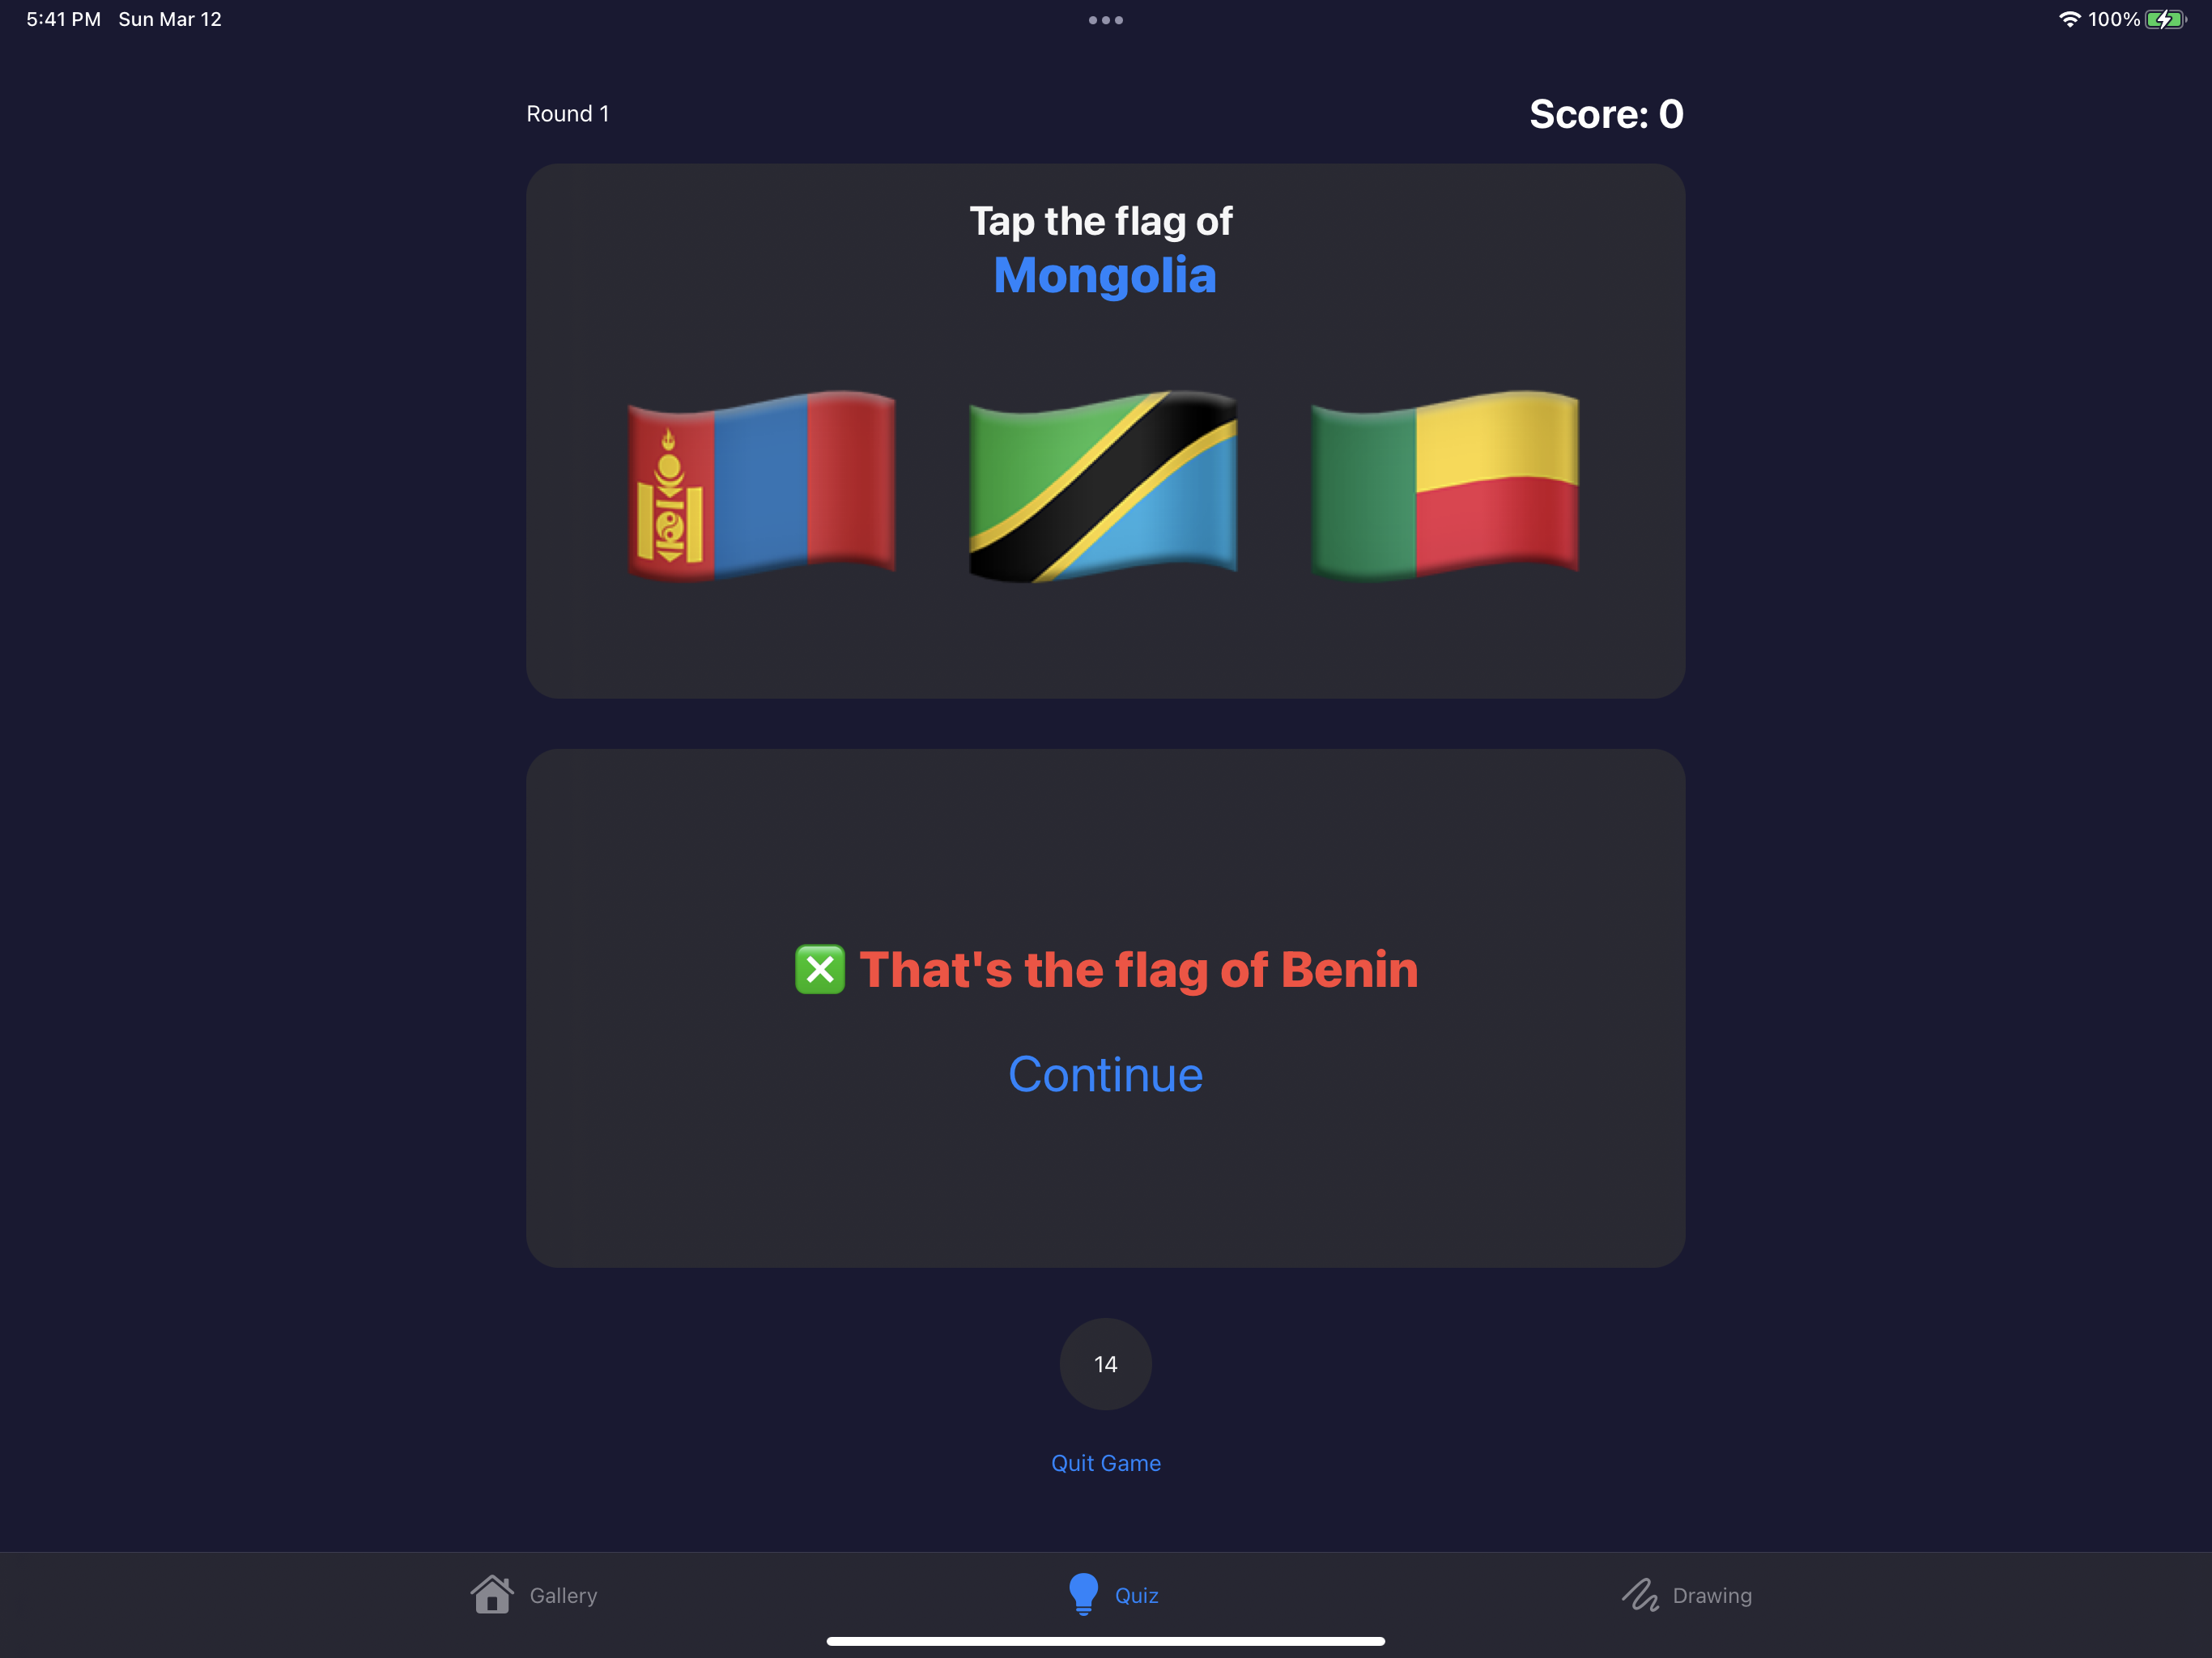 5:41 PM Sun Mar 12
100%
Round 1
Score: 0
Tap the flag of
Mongolia
That's the flag of Benin
Continue
14
Quit Game
Gallery
Quiz
Drawing